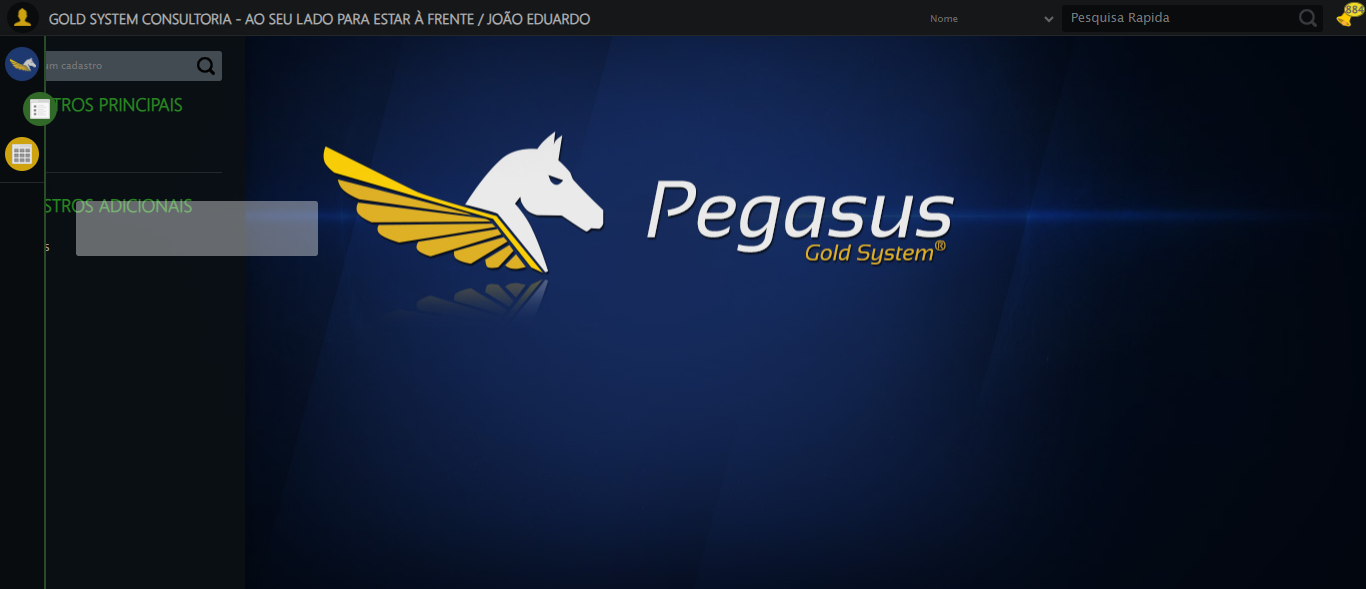 GOLD SYSTEM CONSULTORIA - AO SEU LADO PARA ESTAR À FRENTE / JOÃO EDUARDO
Nome
Pesquisa Rapida
884
um cadastro
TROS PRINCIPAIS
STROS ADICIONAIS
s
Pegasus
Gold System®